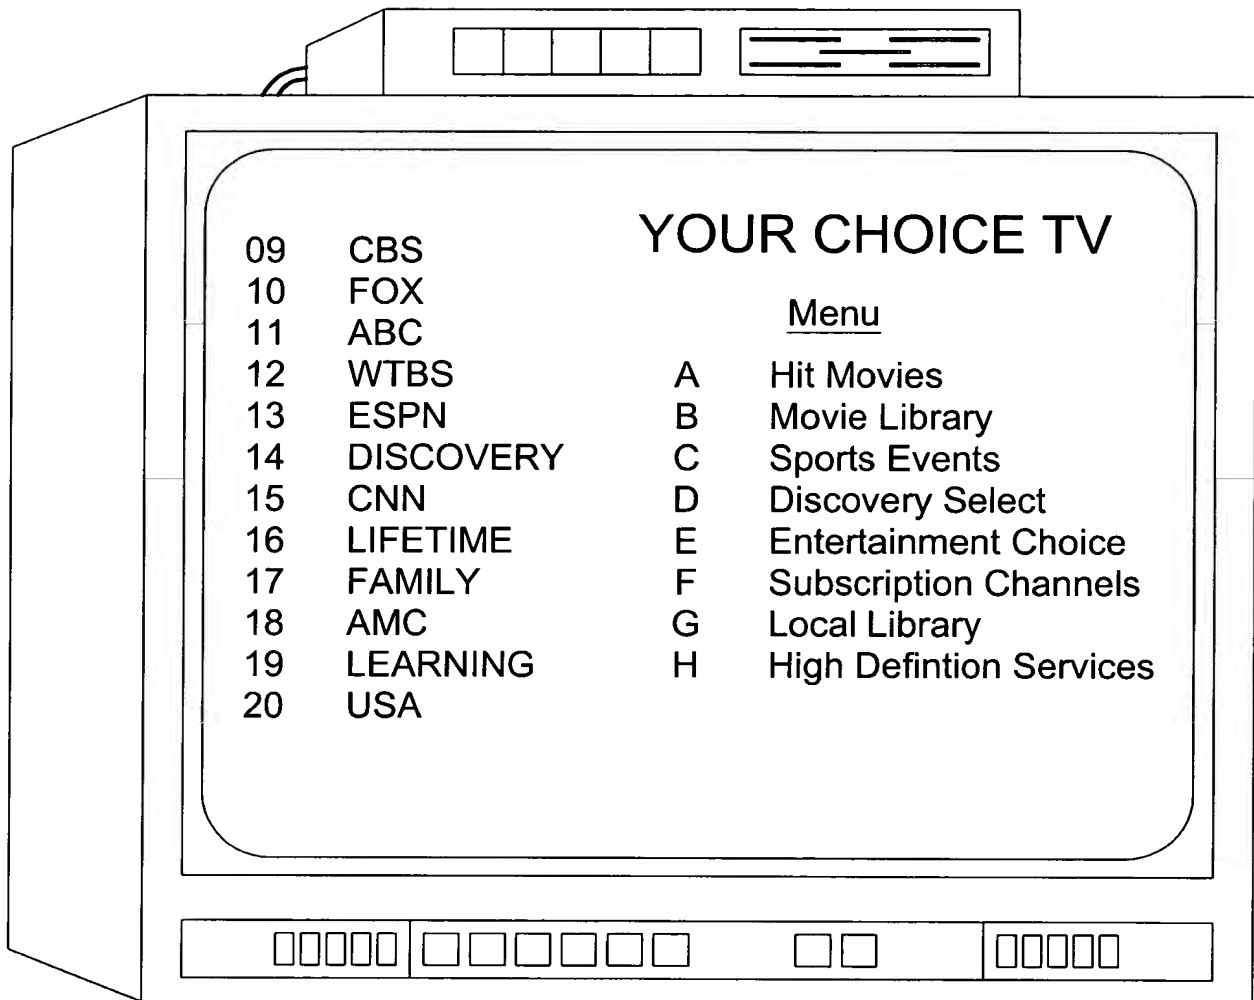 YOUR CHOICE TV
09 CBS
10 FOX
11 ABC
12 WTBS
13 ESPN
14 DISCOVERY
15 CNN
16 LIFETIME
17 FAMILY
18 AMC
19 LEARNING
20 USA
Menu
A Hit Movies
B Movie Library
C Sports Events
D Discovery Select
E Entertainment Choice
F Subscription Channels
G Local Library
H High Defintion Services